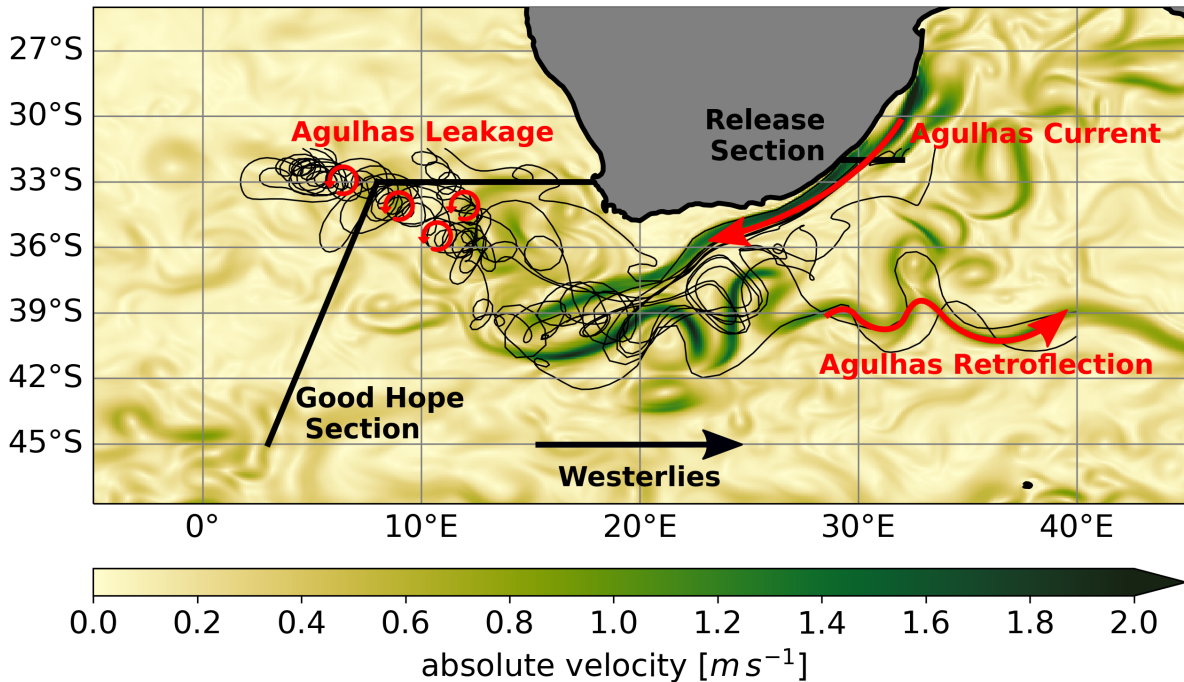 27°S
30°S
33°S
36°S
39°S
42°S
45°S
Agulhas Leakage
Release
Section
Agulhas Current
Agulhas Retroflection
Good Hope
Section
Westerlies
0° 10°E 20°E 30°E 40°E
0.0 0.2 0.4 0.6 0.8 1.0 1.2 1.4 1.6 1.8 2.0
absolute velocity [m s⁻¹]